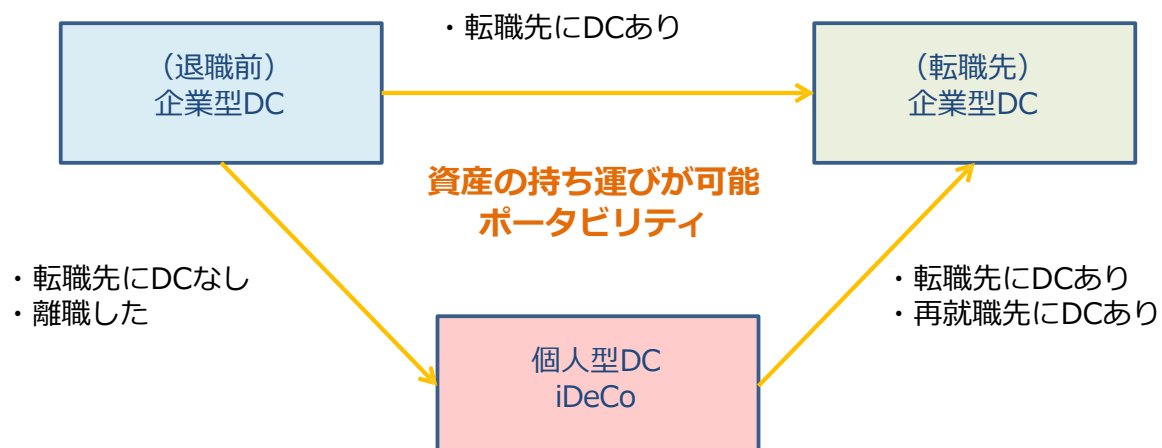 ・転職先にDCあり
（退職前）
企業型DC
（転職先）
企業型DC
資産の持ち運びが可能
ポータビリティ
・転職先にDCなし
・離職した
・転職先にDCあり
・再就職先にDCあり
個人型DC
iDeCo